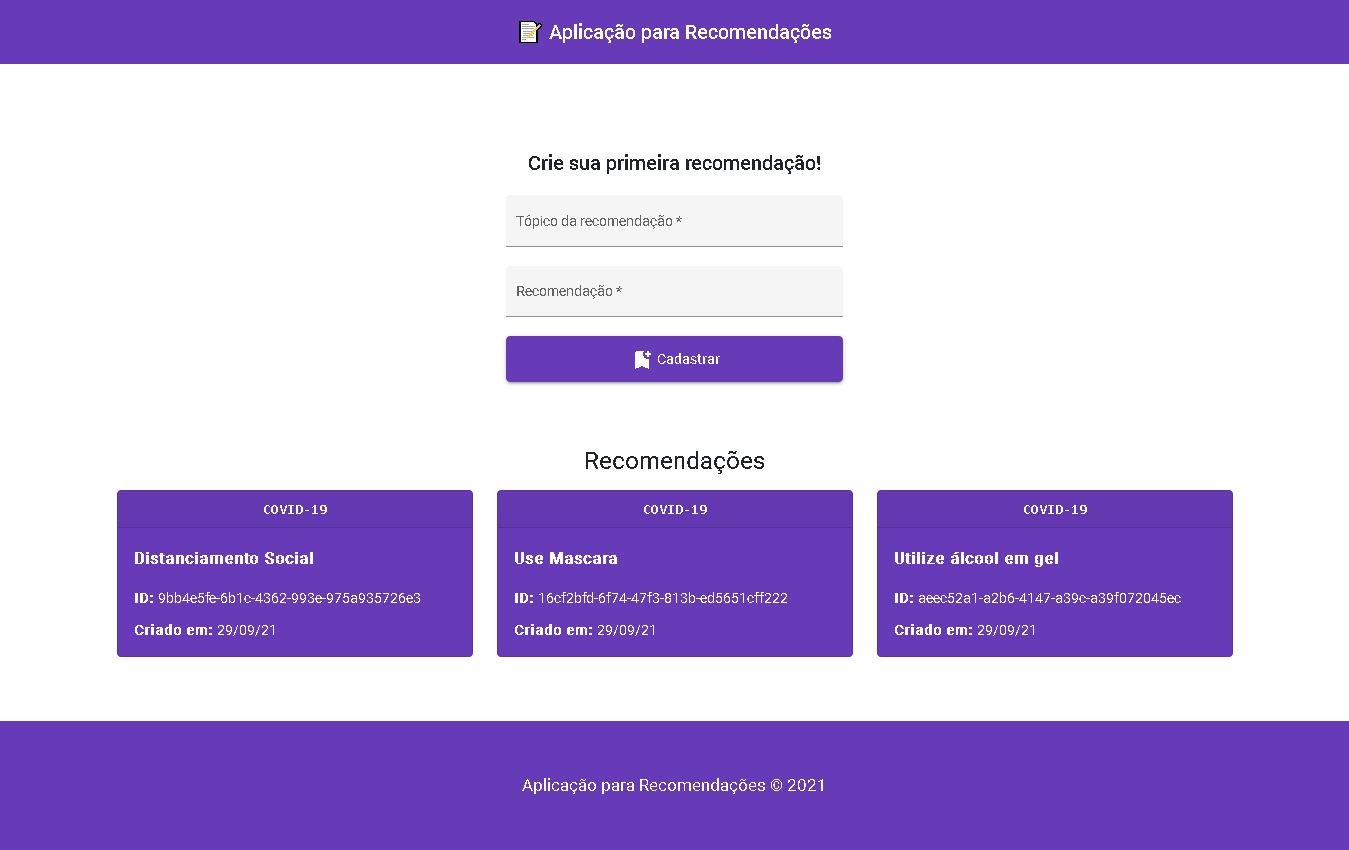 Aplicação para Recomendações
Crie sua primeira recomendação!
Tópico da recomendação *
Recomendação *
Cadastrar
Recomendações
COVID-19
Distanciamento Social
ID: 9bb4e5fe-6b1c-4362-993e-975a935726e3
Criado em: 29/09/21
COVID-19
Use Mascara
ID: 16cf2bfd-6f74-47f3-813b-ed5651cff222
Criado em: 29/09/21
COVID-19
Utilize álcool em gel
ID: aeec52a1-a2b6-4147-a39c-a39f072045ec
Criado em: 29/09/21
Aplicação para Recomendações © 2021